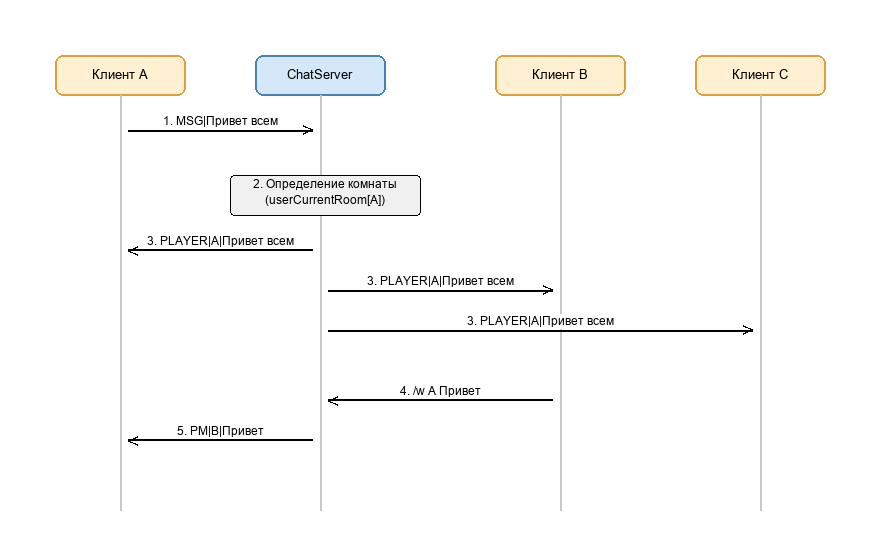 Клиент A
ChatServer
Клиент B
Клиент C
1. MSG|Привет всем
2. Определение комнаты
(userCurrentRoom[A])
3. PLAYER|A|Привет всем
3. PLAYER|A|Привет всем
3. PLAYER|A|Привет всем
4. /w A Привет
5. PM|B|Привет